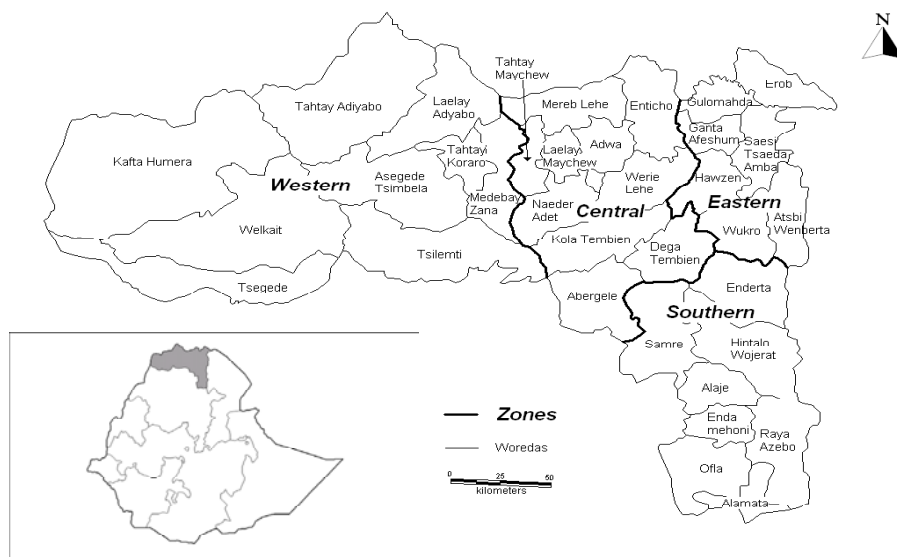 N
Tahtay
Maychew
Erob
Tahtay Adiyabo
Laelay
Adyabo
Mereb Lehe
Enticho
Gulomahda
Ganta
Afeshum
Saesi
Tsaeda
Amba
Kafta Humera
Tahtayi
Koraro
Laelay
Maychew
Adwa
Asegede
Tsimbela
Western
Werie
Lehe
Hawzen
Medebay
Zana
Naeder
Adet
Central
Eastern
Atsbi
Wenberta
Welkait
Kola Tembien
Wukro
Dega
Tembien
Tsilemti
Tsegede
Abergele
Enderta
Southern
Samre
Hintalo
Wojerat
Alaje
Zones
Enda
mehoni
Raya
Azebo
Woredas
Ofla
0 25 50
kilometers
Alamata